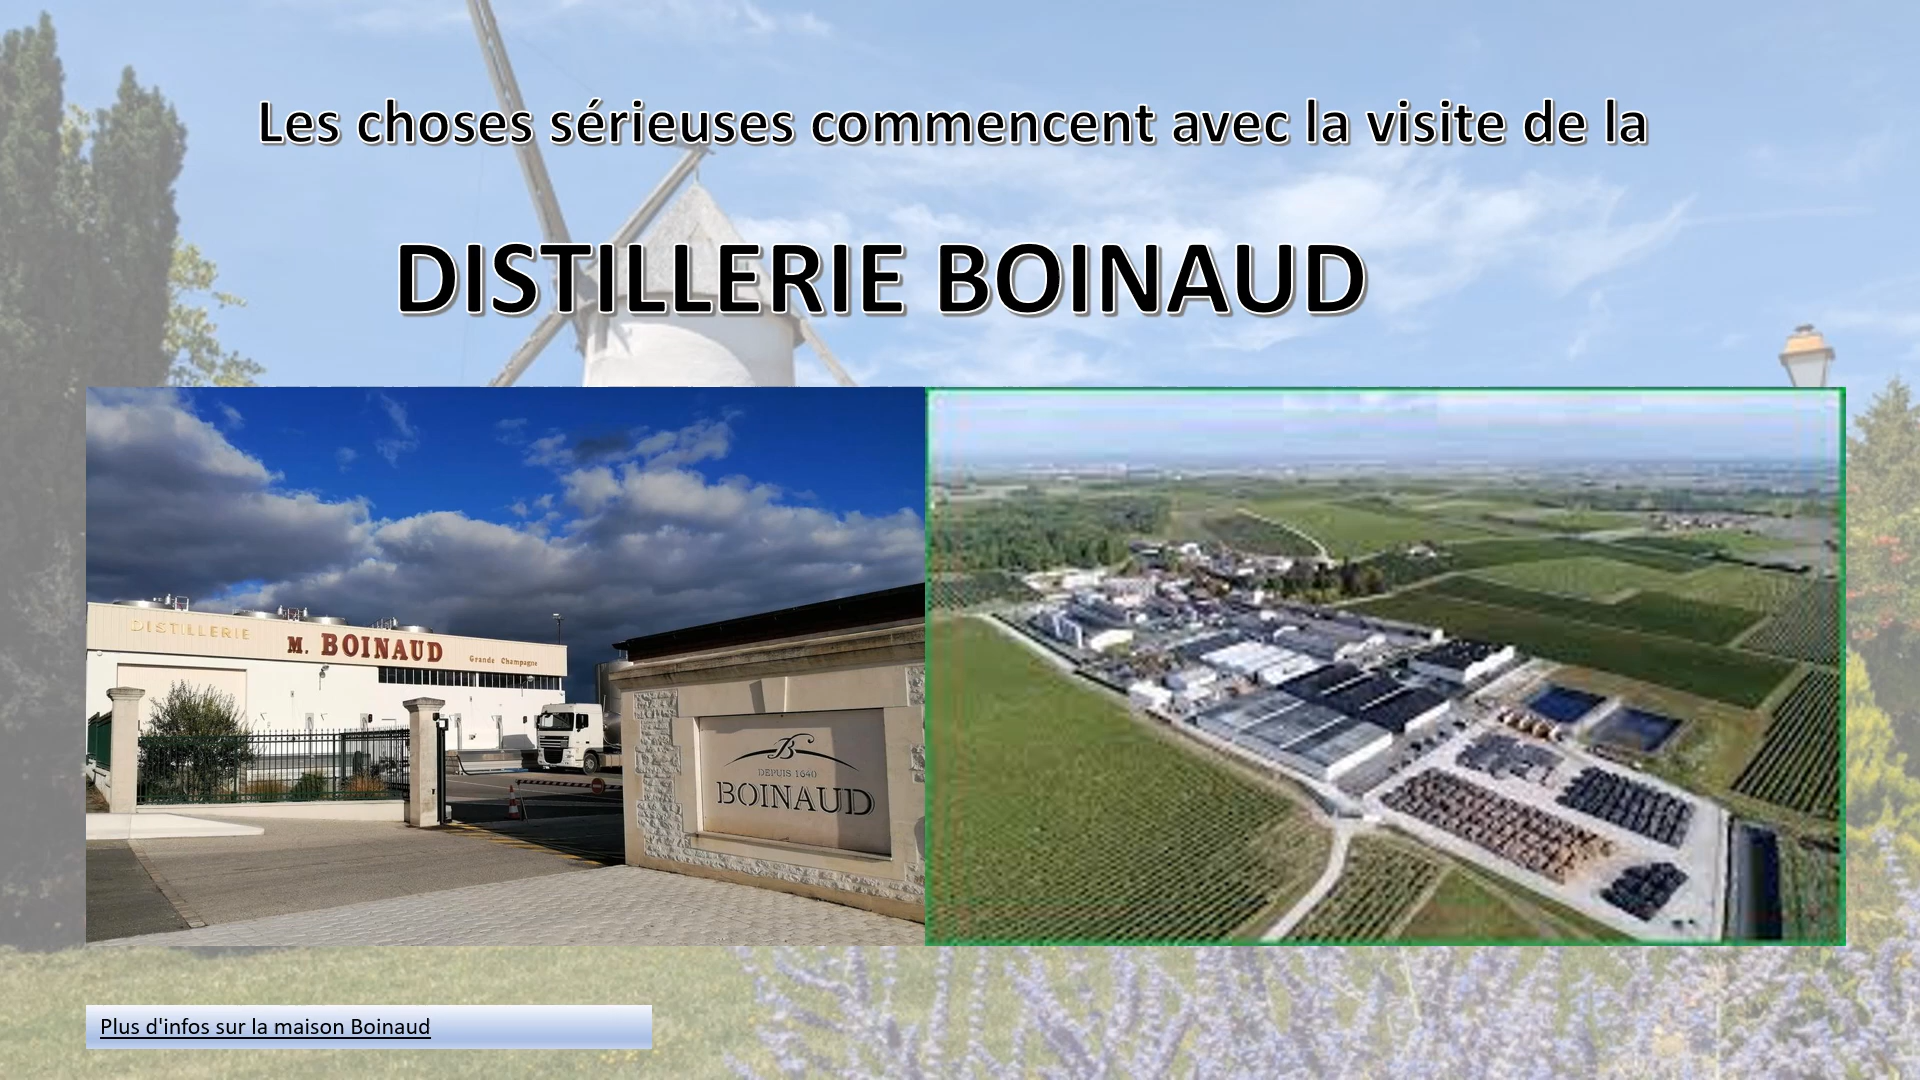 Les choses sérieuses commencent avec la visite de la
DISTILLERIE BOINAUD
DISTILLERIE
M. BOINAUD
Grande Champagne
B
DEPUIS 1640
BOINAUD
Plus d'infos sur la maison Boinaud